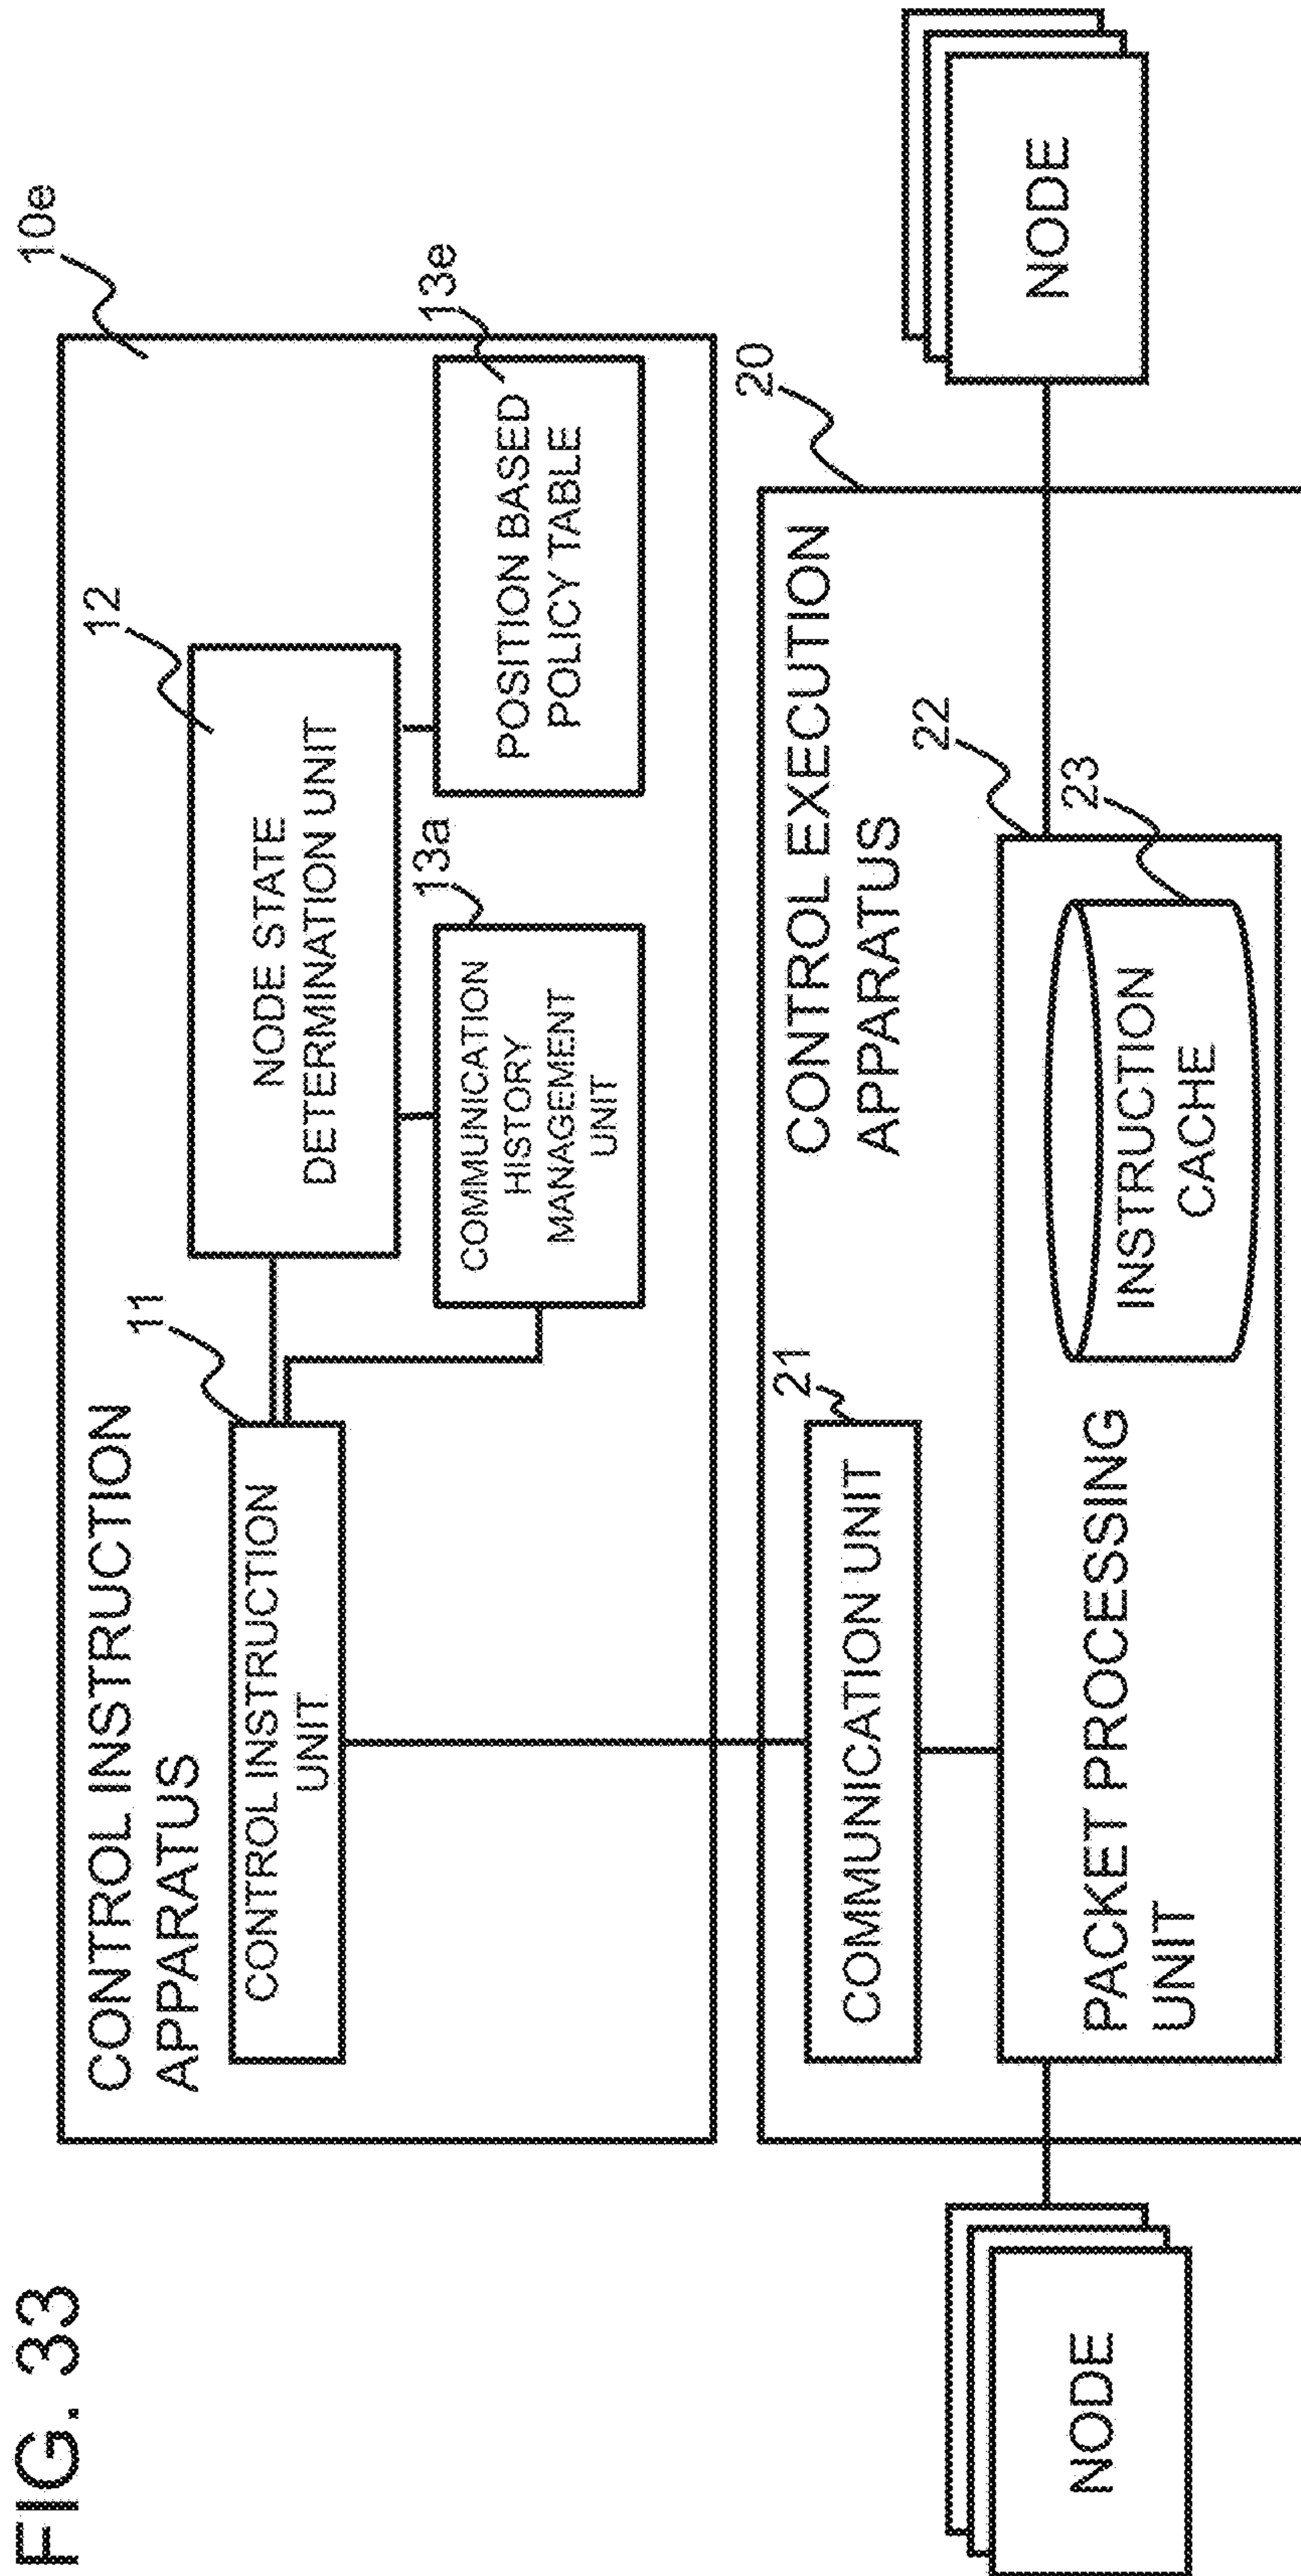 FIG. 33
10e
CONTROL INSTRUCTION
APPARATUS
11
CONTROL INSTRUCTION
UNIT
12
NODE STATE
DETERMINATION UNIT
13a
COMMUNICATION
HISTORY
MANAGEMENT
UNIT
13e
POSITION BASED
POLICY TABLE
20
CONTROL EXECUTION
APPARATUS
21
COMMUNICATION UNIT
22
PACKET PROCESSING
UNIT
23
INSTRUCTION
CACHE
NODE
NODE